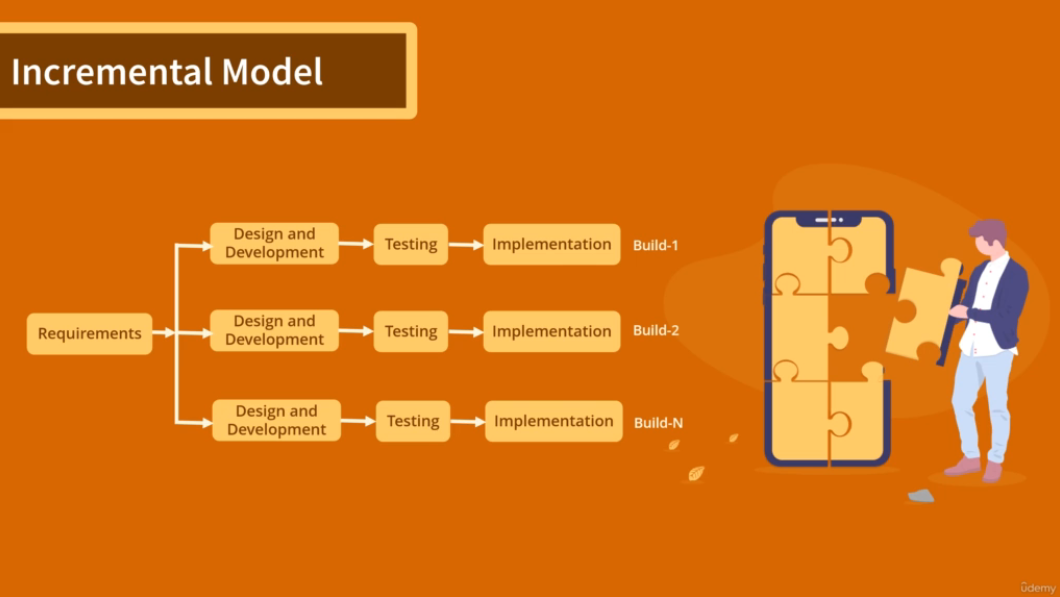 Incremental Model
Design and
Development
Testing
Implementation
Build-1
Requirements
Design and
Development
Testing
Implementation
Build-2
Design and
Development
Testing
Implementation
Build-N
ûdemy